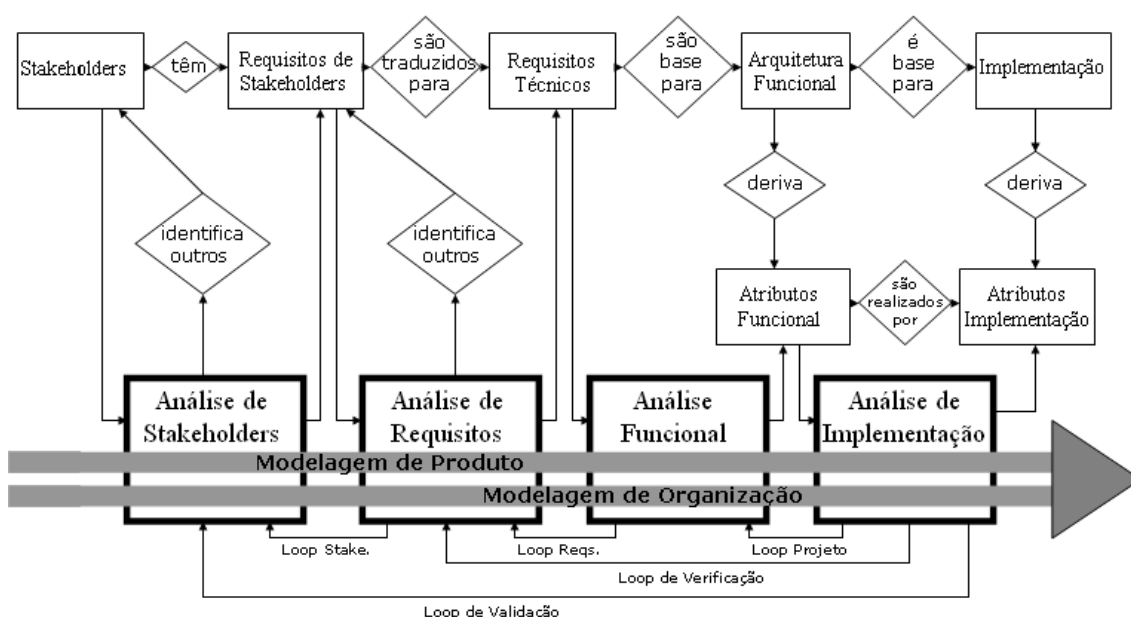 Stakeholders
têm
Requisitos de
Stakeholders
são
traduzidos
para
Requisitos
Técnicos
são
base
para
Arquitetura
Funcional
é
base
para
Implementação
identifica
outros
identifica
outros
deriva
deriva
Atributos
Funcional
são
realizados
por
Atributos
Implementação
Análise de
Stakeholders
Análise de
Requisitos
Análise
Funcional
Análise de
Implementação
Modelagem de Produto
Modelagem de Organização
Loop Stake.
Loop Reqs.
Loop Projeto
Loop de Verificação
Loop de Validação